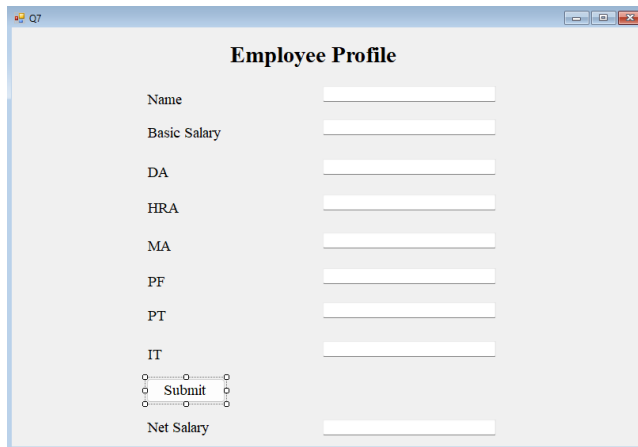 Q7
Employee Profile
Name
Basic Salary
DA
HRA
MA
PF
PT
IT
Submit
Net Salary